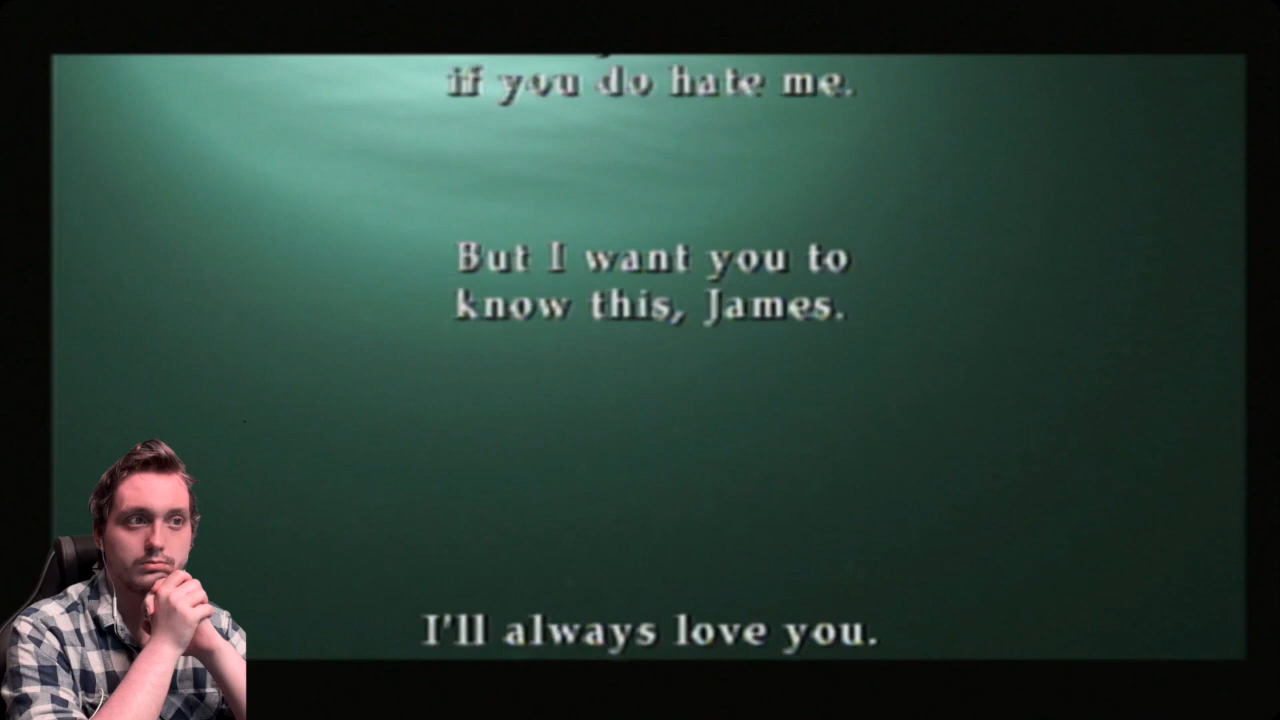 if you do hate me.
But I want you to
know this, James.
I'll always love you.